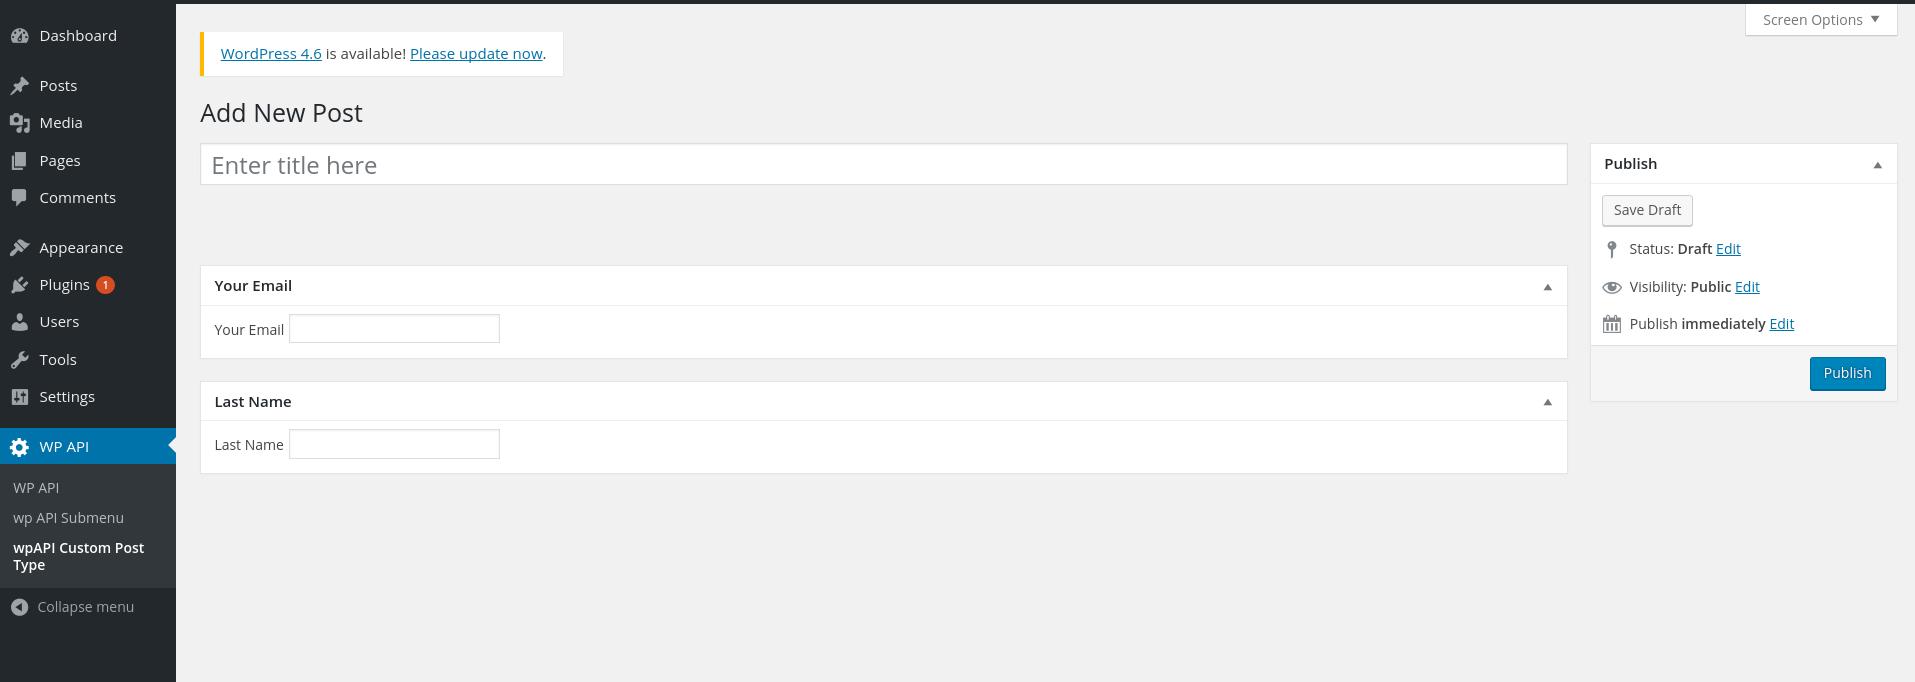 Dashboard
Posts
Media
Pages
Comments
Appearance
Plugins 1
Users
Tools
Settings
WP API
WP API
wp API Submenu
wpAPI Custom Post
Type
Collapse menu
Screen Options
WordPress 4.6 is available! Please update now.
Add New Post
Enter title here
Your Email
Your Email
Last Name
Last Name
Publish
Save Draft
Status: Draft Edit
Visibility: Public Edit
Publish immediately Edit
Publish